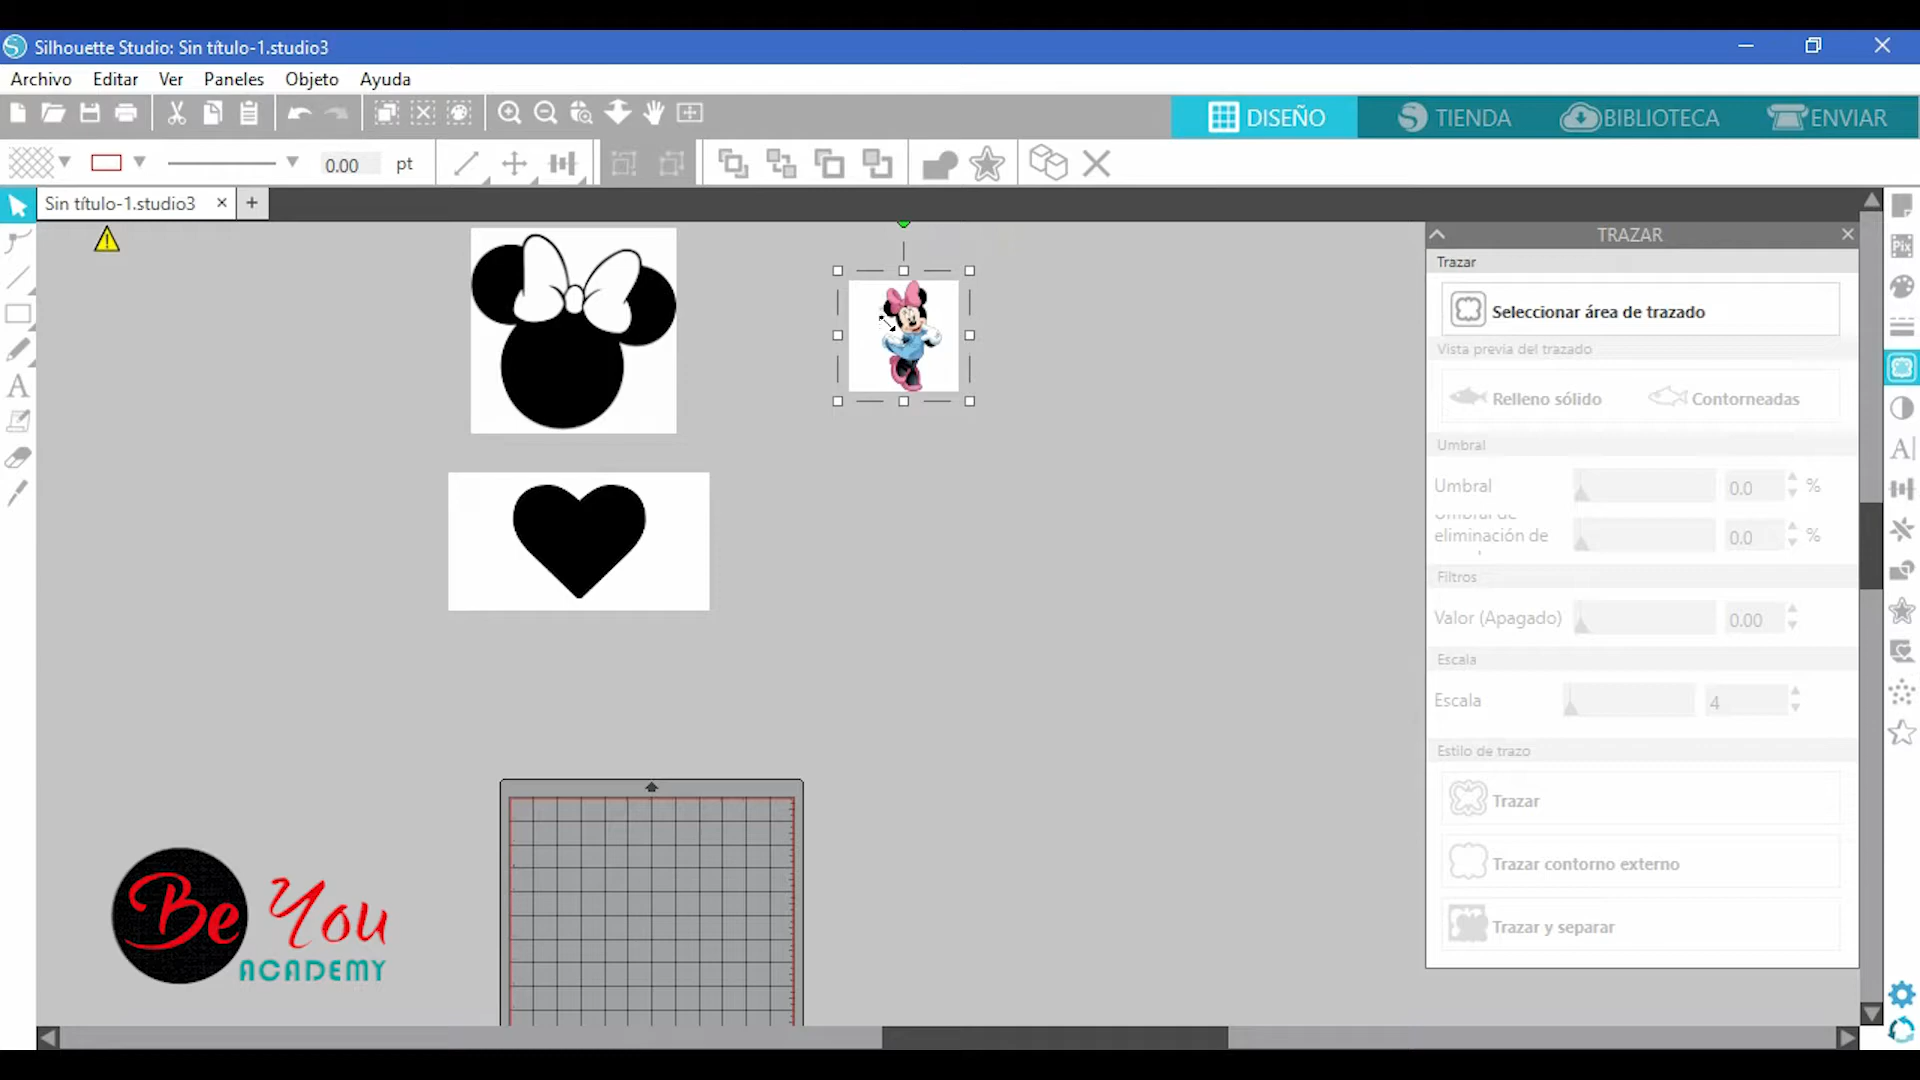 Silhouette Studio: Sin título-1.studio3
Archivo Editar Ver Paneles Objeto Ayuda
DISEÑO TIENDA BIBLIOTECA ENVIAR
0.00 pt
Sin título-1.studio3
TRAZAR
Trazar
Seleccionar área de trazado
Vista previa del trazado
Relleno sólido Contorneadas
Umbral
Umbral 0.0 %
Umbral de
eliminación de 0.0 %
Filtros
Valor (Apagado) 0.00
Escala
Escala 4
Estilo de trazo
Trazar
Trazar contorno externo
Trazar y separar
Pix
Be You
ACADEMY